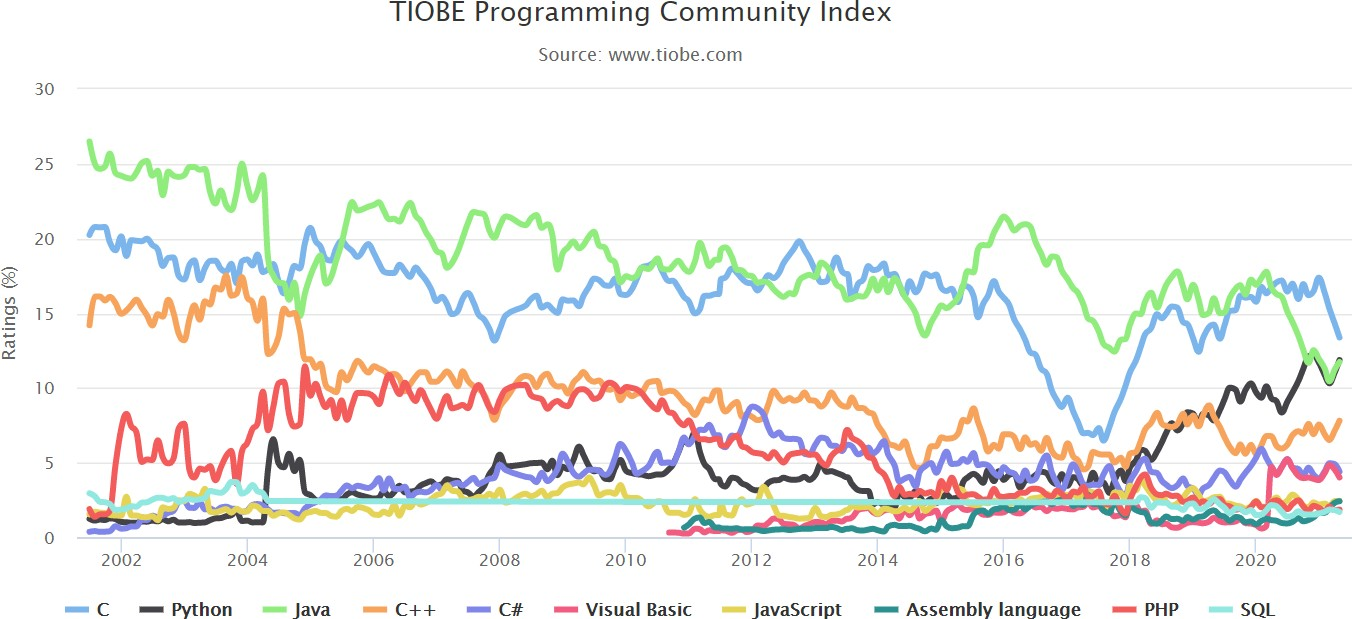 TIOBE Programming Community Index
Source: www.tiobe.com
Ratings (%)
30
25
20
15
10
5
0
2002 2004 2006 2008 2010 2012 2014 2016 2018 2020
C Python Java C++ C# Visual Basic JavaScript Assembly language PHP SQL